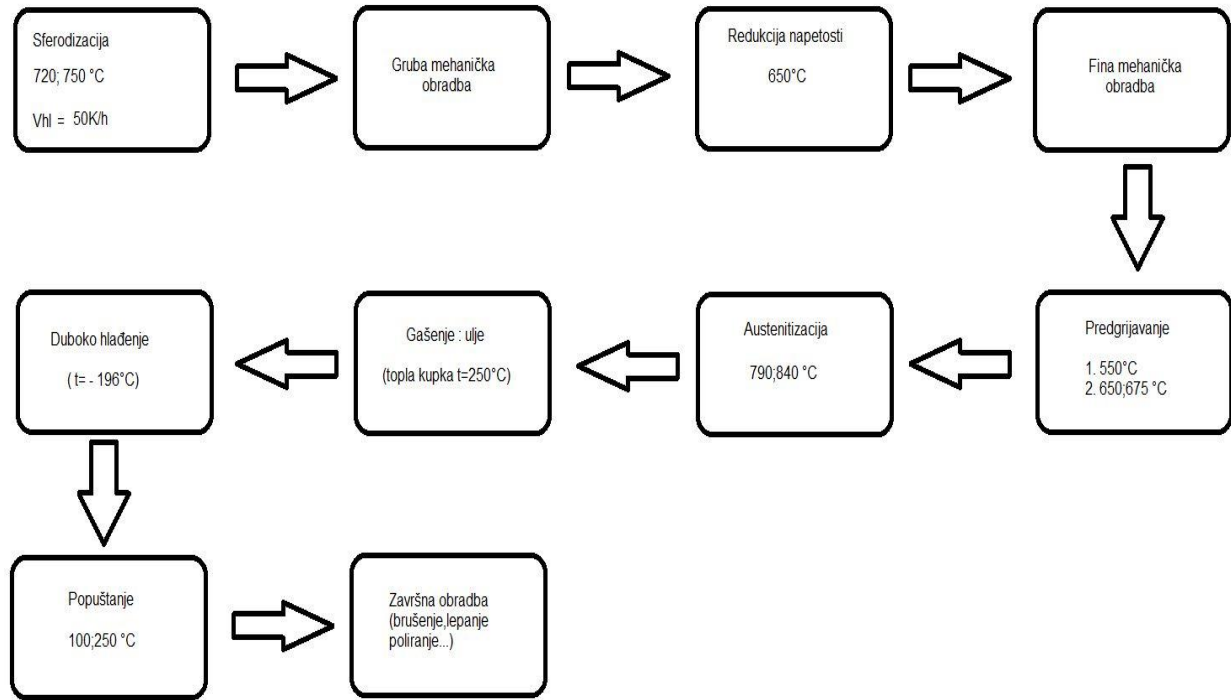 Sferodizacija
720; 750 °C
Vhl = 50K/h
Gruba mehanička
obradba
Redukcija napetosti
650°C
Fina mehanička
obradba
Predgrijavanje
1. 550°C
2. 650;675 °C
Austenitizacija
790;840 °C
Gašenje : ulje
(topla kupka t=250°C)
Duboko hlađenje
( t= - 196°C)
Popuštanje
100;250 °C
Završna obradba
(brušenje,lepanje
poliranje...)